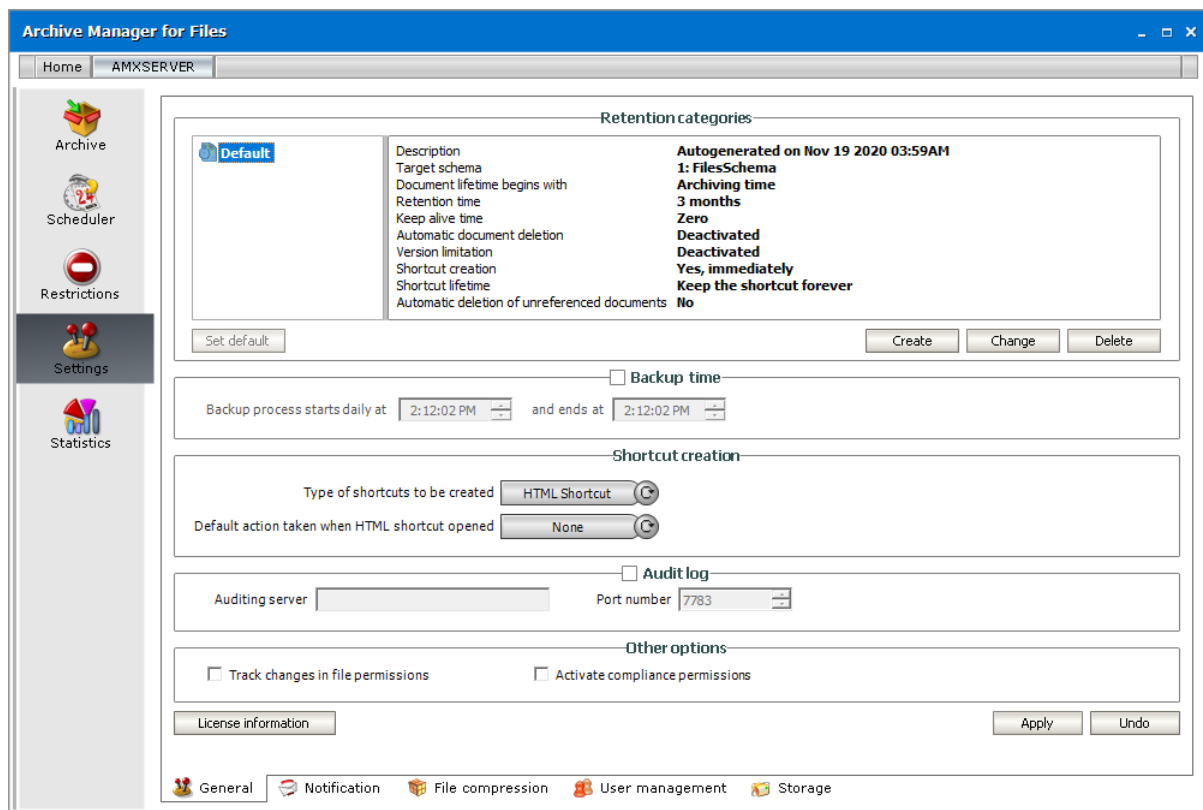 Archive Manager for Files
Home AMXSERVER
Archive
Scheduler
Restrictions
Settings
Statistics
Retention categories
Default
Description Autogenerated on Nov 19 2020 03:59AM
Target schema 1: FilesSchema
Document lifetime begins with Archiving time
Retention time 3 months
Keep alive time Zero
Automatic document deletion Deactivated
Version limitation Deactivated
Shortcut creation Yes, immediately
Shortcut lifetime Keep the shortcut forever
Automatic deletion of unreferenced documents No
Set default Create Change Delete
Backup time
Backup process starts daily at 2:12:02 PM and ends at 2:12:02 PM
Shortcut creation
Type of shortcuts to be created HTML Shortcut
Default action taken when HTML shortcut opened None
Audit log
Auditing server Port number 7783
Other options
Track changes in file permissions Activate compliance permissions
License information Apply Undo
General Notification File compression User management Storage